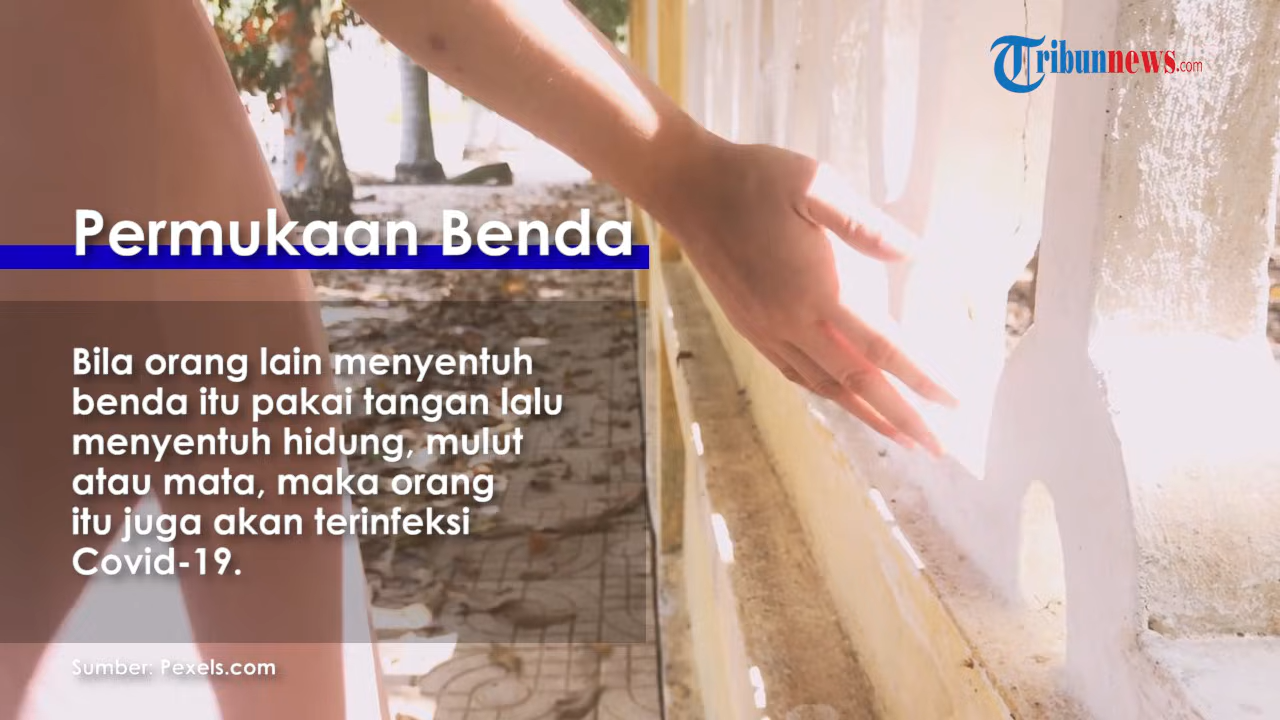 Tribunnews.com
Permukaan Benda
Bila orang lain menyentuh
benda itu pakai tangan lalu
menyentuh hidung, mulut
atau mata, maka orang
itu juga akan terinfeksi
Covid-19.
Sumber: Pexels.com